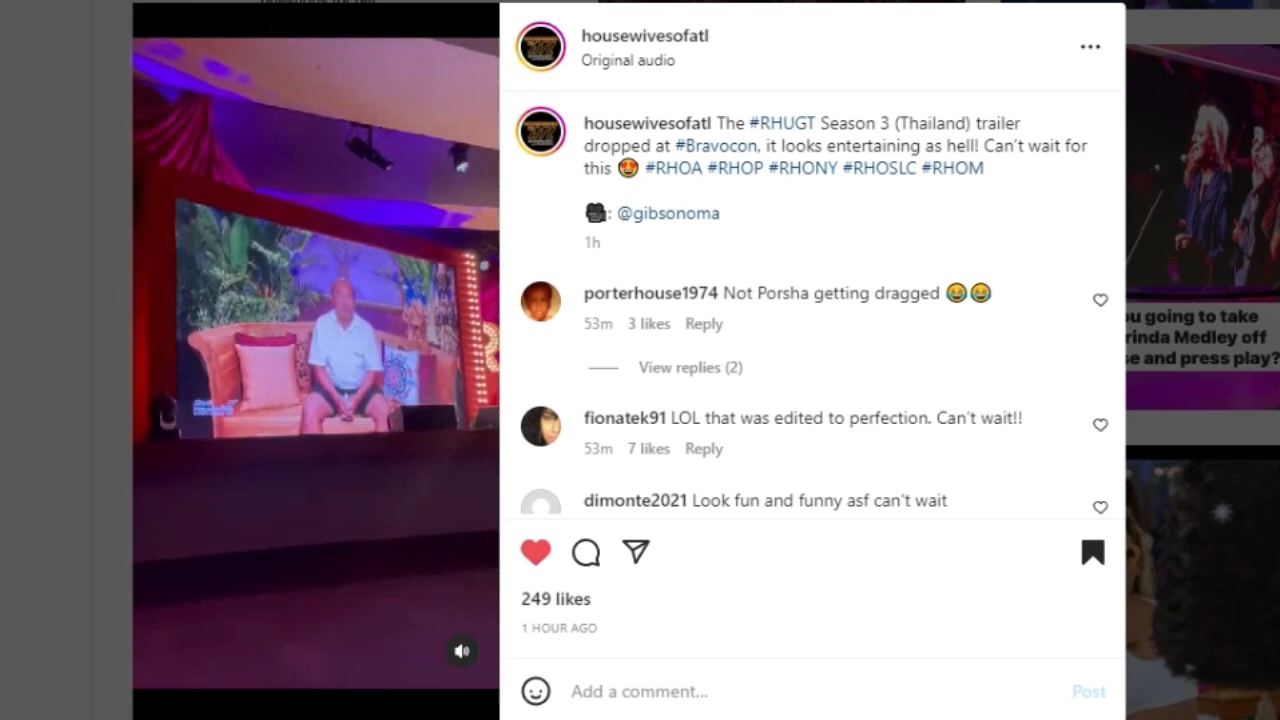 housewivesofatl
Original audio
housewivesofatl The #RHUGT Season 3 (Thailand) trailer
dropped at #Bravocon, it looks entertaining as hell! Can't wait for
this 😍 #RHOA #RHOP #RHONY #RHOSLC #RHOM
🎥: @gibsonoma
1h
porterhouse1974 Not Porsha getting dragged 😂😂
53m 3 likes Reply
View replies (2)
fionatek91 LOL that was edited to perfection. Can't wait!!
53m 7 likes Reply
dimonte2021 Look fun and funny asf can't wait
249 likes
1 HOUR AGO
Add a comment...
Post
going to take
Medley off
and press play?